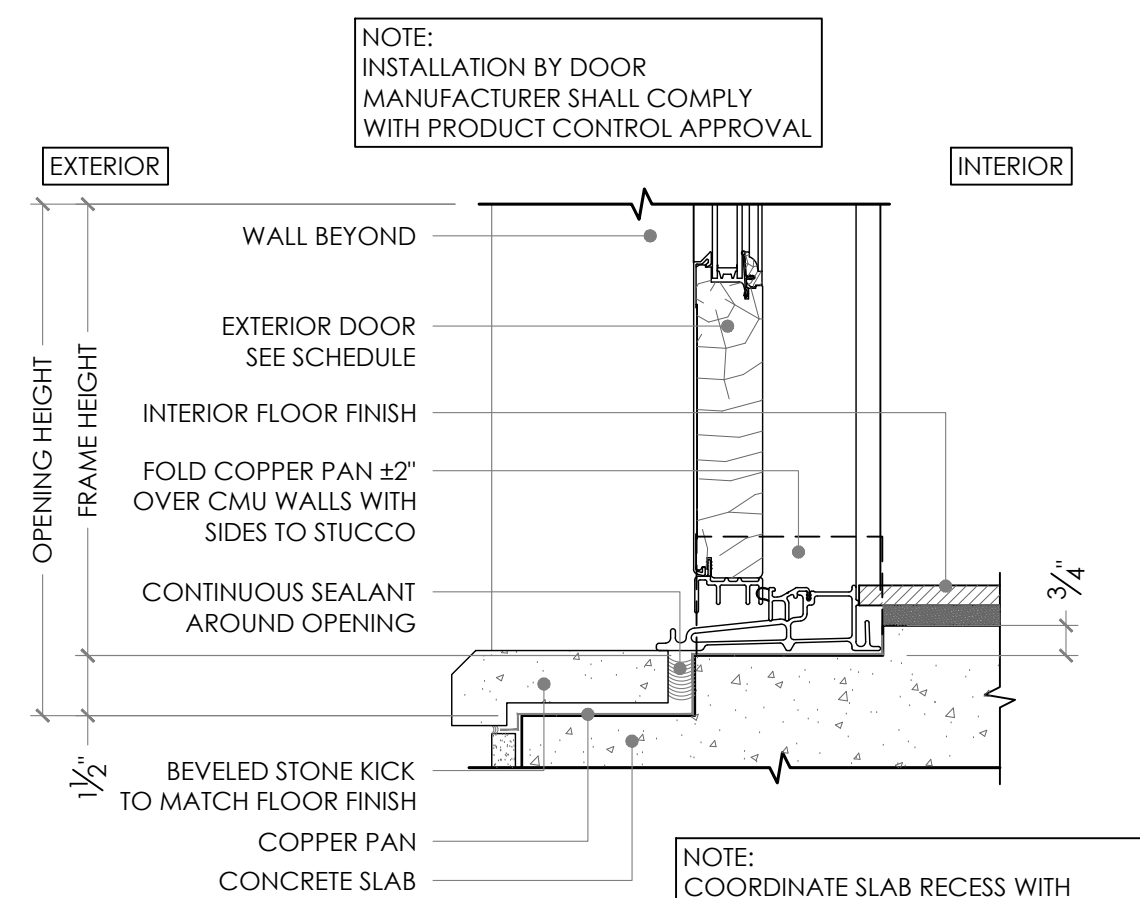 NOTE:
INSTALLATION BY DOOR
MANUFACTURER SHALL COMPLY
WITH PRODUCT CONTROL APPROVAL
EXTERIOR
INTERIOR
WALL BEYOND
EXTERIOR DOOR
SEE SCHEDULE
INTERIOR FLOOR FINISH
FOLD COPPER PAN ±2"
OVER CMU WALLS WITH
SIDES TO STUCCO
CONTINUOUS SEALANT
AROUND OPENING
OPENING HEIGHT
FRAME HEIGHT
3/4"
1 1/2"
BEVELED STONE KICK
TO MATCH FLOOR FINISH
COPPER PAN
CONCRETE SLAB
NOTE:
COORDINATE SLAB RECESS WITH